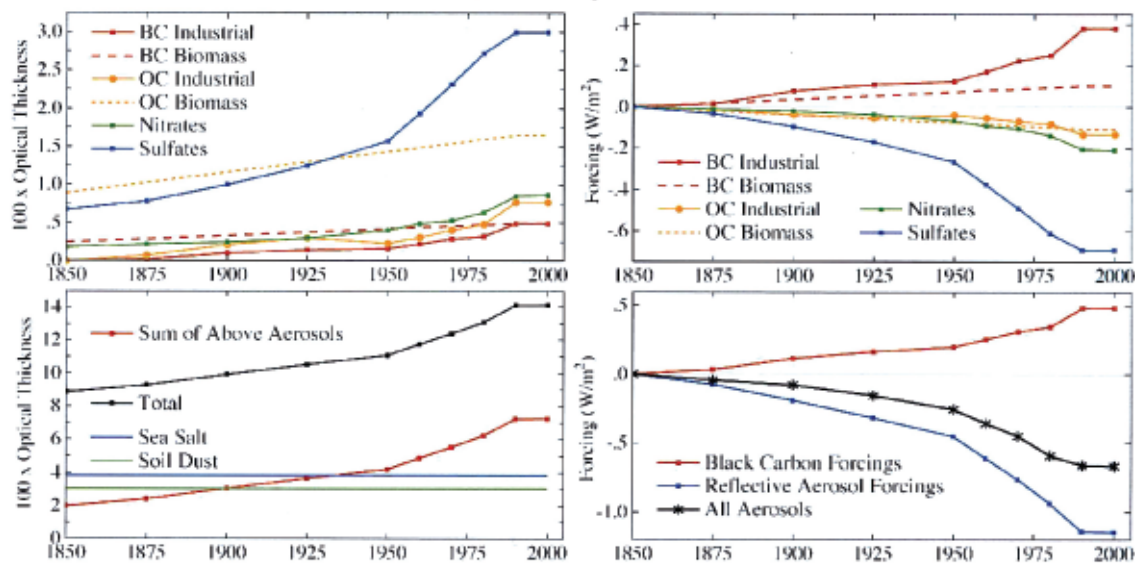 3.0
2.5
2.0
1.5
1.0
.5
.0
100 x Optical Thickness
BC Industrial
BC Biomass
OC Industrial
OC Biomass
Nitrates
Sulfates
1850 1875 1900 1925 1950 1975 2000
.4
.2
.0
-.2
-.4
-.6
Forcing (W/m²)
BC Industrial
BC Biomass
OC Industrial
OC Biomass
Nitrates
Sulfates
1850 1875 1900 1925 1950 1975 2000
14
12
10
8
6
4
2
0
100 x Optical Thickness
Sum of Above Aerosols
Total
Sea Salt
Soil Dust
1850 1875 1900 1925 1950 1975 2000
.5
.0
-.5
-1.0
Forcing (W/m²)
Black Carbon Forcings
Reflective Aerosol Forcings
All Aerosols
1850 1875 1900 1925 1950 1975 2000